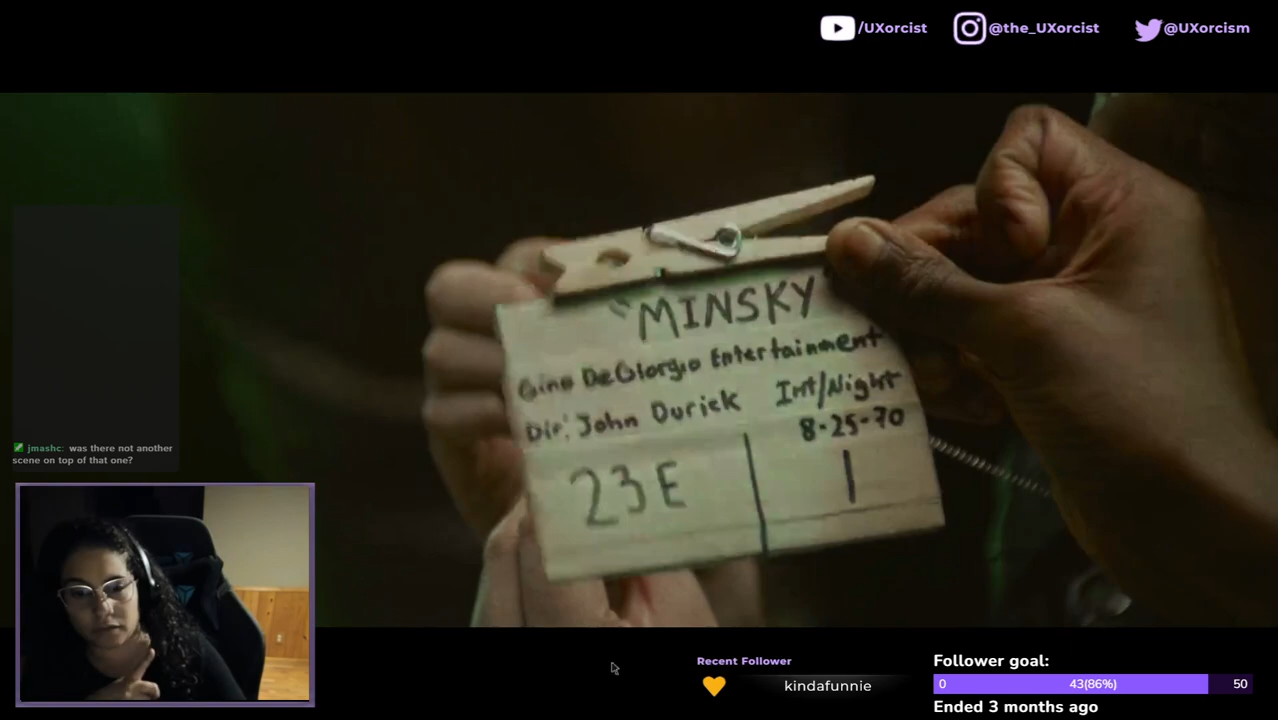 /UXorcist @the_UXorcist @UXorcism
"MINSKY
Gino DeGiorgio Entertainment
Dir: John Durick Int/Night
8-25-70
23E 1
jmashc: was there not another
scene on top of that one?
Recent Follower
kindafunnie
Follower goal:
0 43(86%) 50
Ended 3 months ago